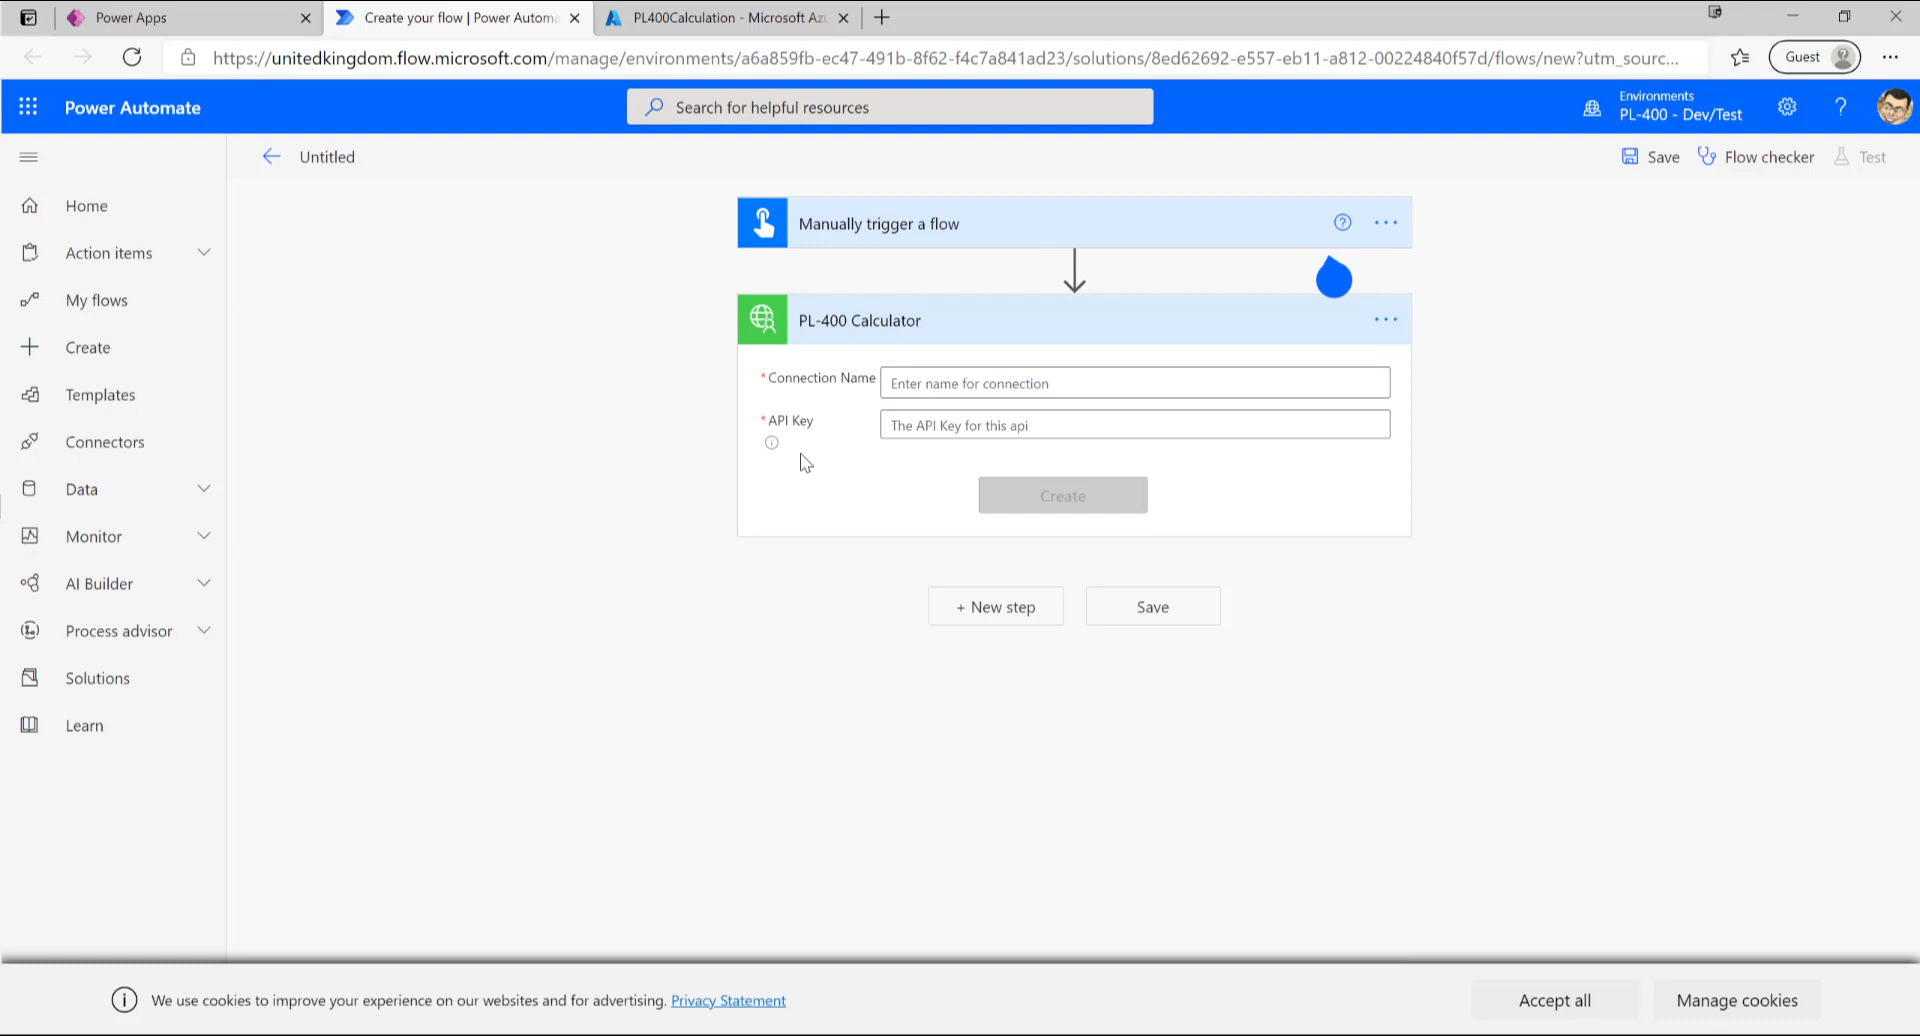 Power Apps
Create your flow | Power Autom
PL400Calculation - Microsoft Az
https://unitedkingdom.flow.microsoft.com/manage/environments/a6a859fb-ec47-491b-8f62-f4c7a841ad23/solutions/8ed62692-e557-eb11-a812-00224840f57d/flows/new?utm_sourc...
Guest
Power Automate
Search for helpful resources
Environments
PL-400 - Dev/Test
Untitled
Save
Flow checker
Test
Home
Action items
My flows
Create
Templates
Connectors
Data
Monitor
AI Builder
Process advisor
Solutions
Learn
Manually trigger a flow
PL-400 Calculator
* Connection Name
Enter name for connection
* API Key
The API Key for this api
Create
+ New step
Save
We use cookies to improve your experience on our websites and for advertising. Privacy Statement
Accept all
Manage cookies